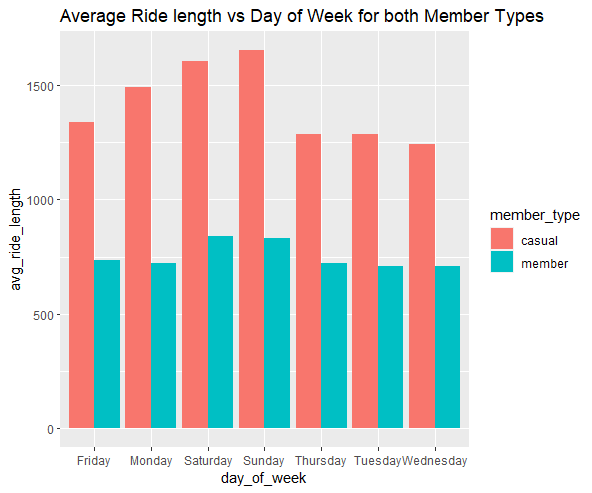 Average Ride length vs Day of Week for both Member Types
avg_ride_length
1500
1000
500
0
Friday Monday Saturday Sunday Thursday Tuesday Wednesday
day_of_week
member_type
casual
member